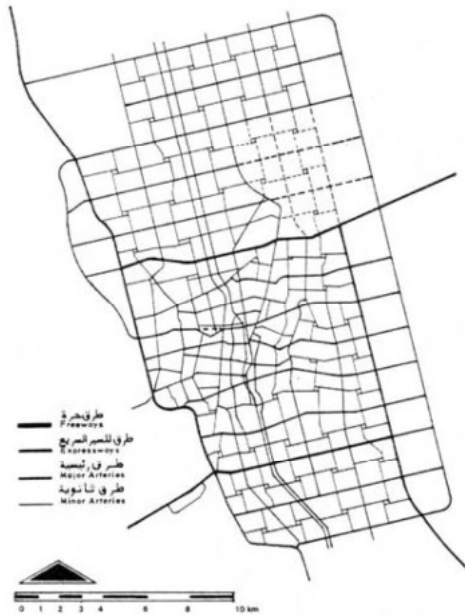 طرق حرة
Freeways
طرق للسير السريع
Expressways
طرق رئيسية
Major Arteries
طرق ثانوية
Minor Arteries
0 1 2 3 4 6 8 10 km